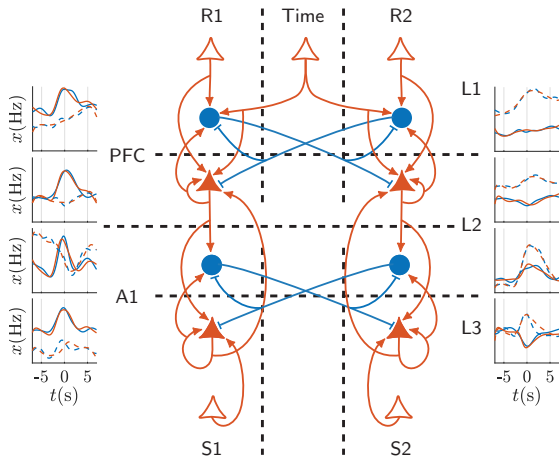 R1 Time R2
x(Hz) L1
PFC
x(Hz)
L2
x(Hz)
A1
x(Hz) L3
-5 0 5 -5 0 5
t(s) t(s)
S1 S2